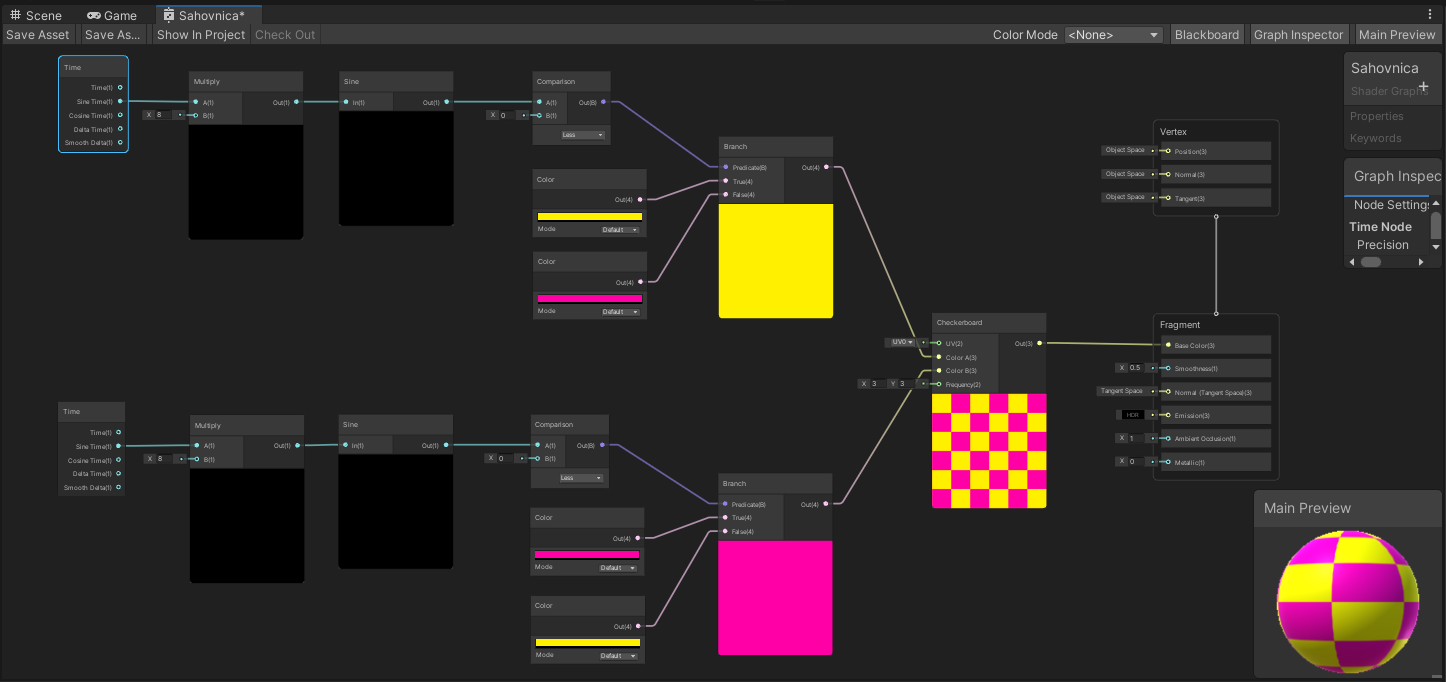 Scene Game Sahovnica*
Save Asset Save As... Show In Project Check Out Color Mode <None> Blackboard Graph Inspector Main Preview
Time
Time(1)
Sine Time(1)
Cosine Time(1)
Delta Time(1)
Smooth Delta(1)
Multiply
A(1) Out(1)
X 8 B(1)
Sine
In(1) Out(1)
Comparison
A(1) Out(B)
X 0 B(1)
Less
Color
Out(4)
Mode Default
Color
Out(4)
Mode Default
Branch
Predicate(B) Out(4)
True(4)
False(4)
Time
Time(1)
Sine Time(1)
Cosine Time(1)
Delta Time(1)
Smooth Delta(1)
Multiply
A(1) Out(1)
X 8 B(1)
Sine
In(1) Out(1)
Comparison
A(1) Out(B)
X 0 B(1)
Less
Color
Out(4)
Mode Default
Color
Out(4)
Mode Default
Branch
Predicate(B) Out(4)
True(4)
False(4)
Checkerboard
UV0 UV(2) Out(3)
Color A(3)
Color B(3)
X 3 Y 3 Frequency(2)
Vertex
Object Space Position(3)
Object Space Normal(3)
Object Space Tangent(3)
Fragment
Base Color(3)
X 0.5 Smoothness(1)
Tangent Space Normal (Tangent Space)(3)
HDR Emission(3)
X 1 Ambient Occlusion(1)
X 0 Metallic(1)
Sahovnica
Shader Graphs
Properties
Keywords
Graph Inspec
Node Settings
Time Node
Precision
Main Preview